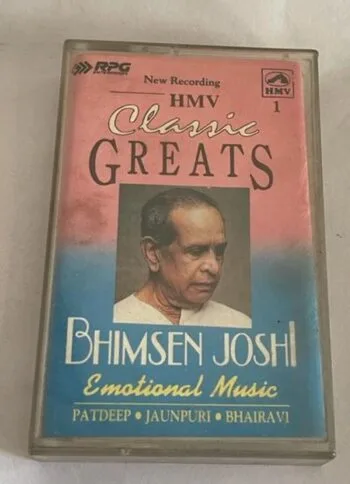 RPG
New Recording
HMV
HMV
1
Classic
GREATS
BHIMSEN JOSHI
Emotional Music
PATDEEP • JAUNPURI • BHAIRAVI